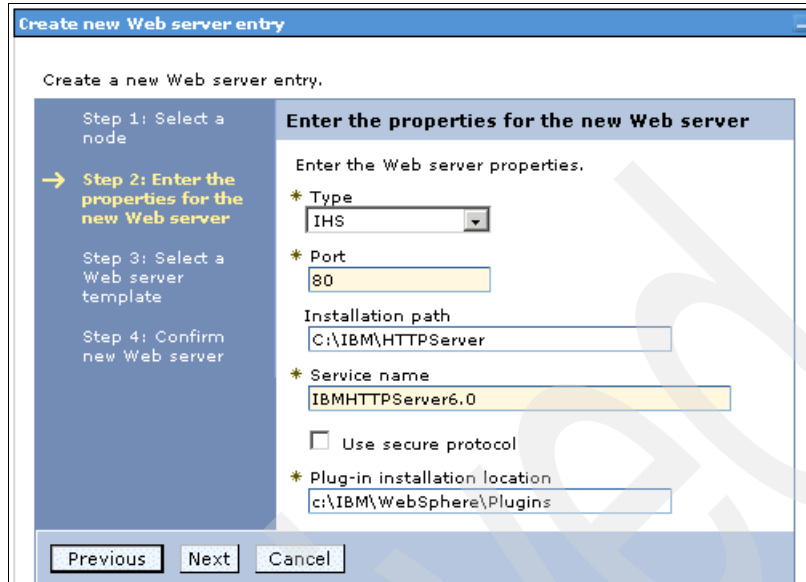 Create new Web server entry
Create a new Web server entry.
Step 1: Select a
node
Step 2: Enter the
properties for the
new Web server
Step 3: Select a
Web server
template
Step 4: Confirm
new Web server
Enter the properties for the new Web server
Enter the Web server properties.
* Type
IHS
* Port
80
Installation path
C:\IBM\HTTPServer
* Service name
IBMHTTPServer6.0
Use secure protocol
* Plug-in installation location
c:\IBM\WebSphere\Plugins
Previous Next Cancel